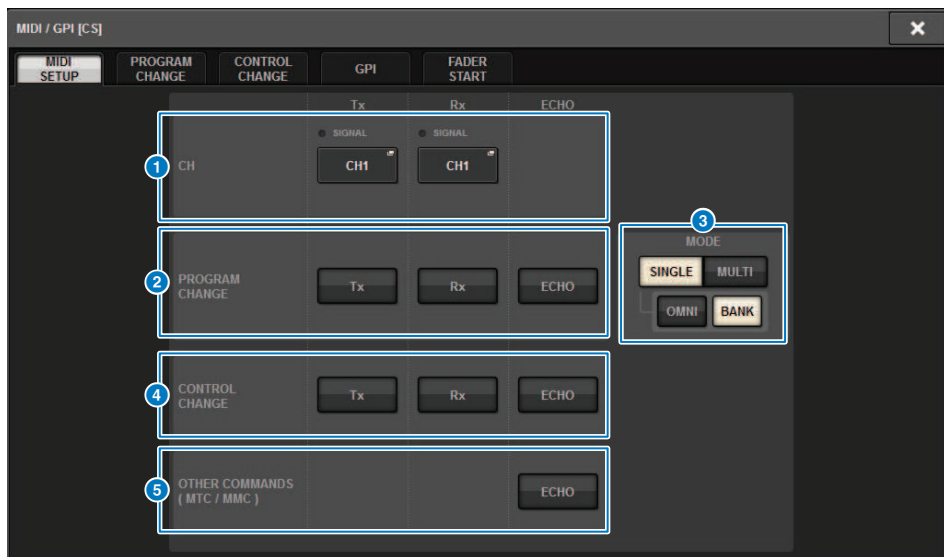 MIDI / GPI [CS]
MIDI SETUP
PROGRAM CHANGE
CONTROL CHANGE
GPI
FADER START
Tx Rx ECHO
SIGNAL SIGNAL
1 CH CH1 CH1
3
MODE
2 PROGRAM CHANGE Tx Rx ECHO
SINGLE MULTI
OMNI BANK
4 CONTROL CHANGE Tx Rx ECHO
5 OTHER COMMANDS
( MTC / MMC ) ECHO